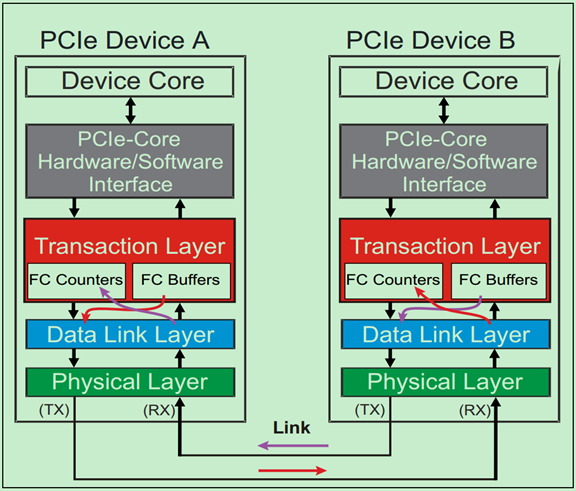 PCIe Device A
Device Core
PCIe-Core
Hardware/Software
Interface
Transaction Layer
FC Counters
FC Buffers
Data Link Layer
Physical Layer
(TX)
(RX)
PCIe Device B
Device Core
PCIe-Core
Hardware/Software
Interface
Transaction Layer
FC Counters
FC Buffers
Data Link Layer
Physical Layer
(TX)
(RX)
Link